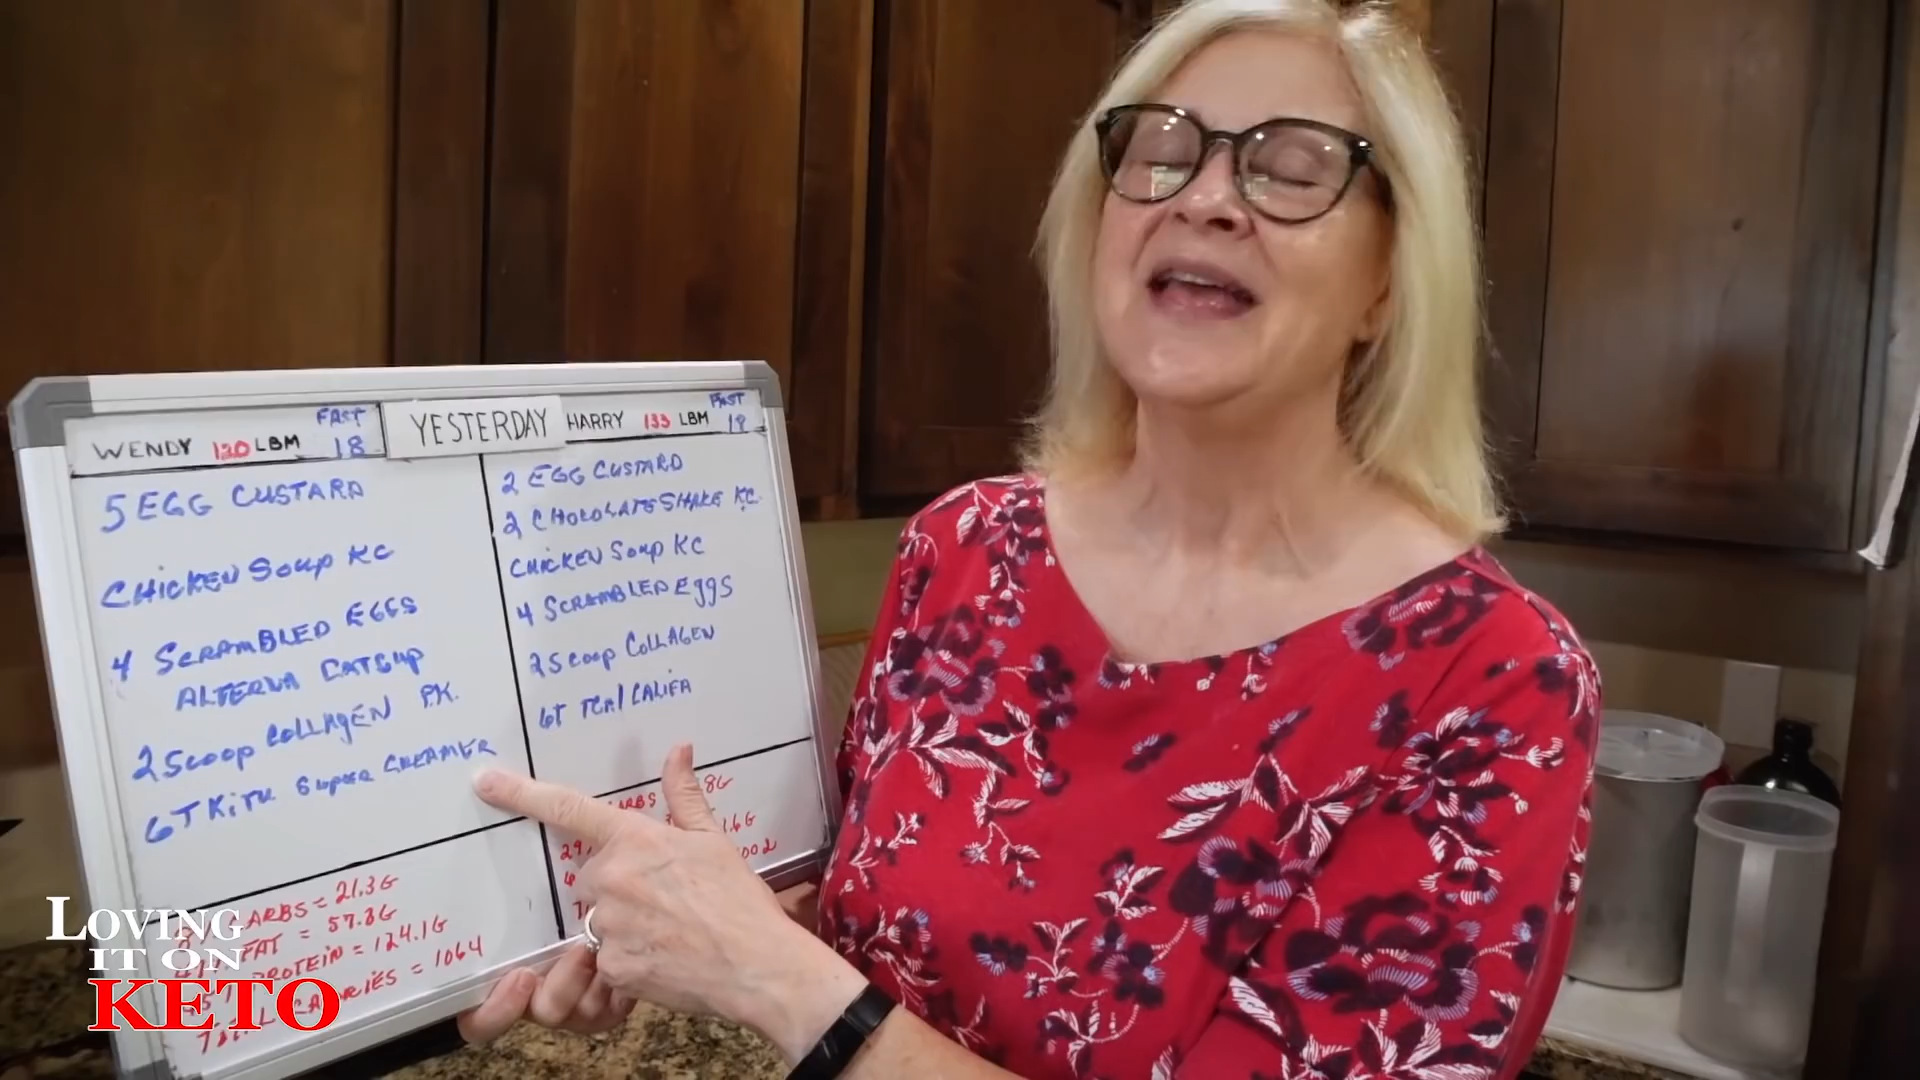 WENDY 120 LBM FAST 18
YESTERDAY
HARRY 133 LBM FAST
5 EGG CUSTARD
CHICKEN SOUP KC
4 SCRAMBLED EGGS
ALTERNA CATSUP
2 SCOOP COLLAGEN P.K.
6T KITU SUPER CREAMER
ARBS = 21.3G
FAT = 57.3G
PROTEIN = 124.1G
= 1064
2 EGG CUSTARD
2 CHOCOLATE SHAKE KC
CHICKEN SOUP KC
4 SCRAMBLED EGGS
2 SCOOP COLLAGEN
6T CALIFA
ARBS 8G
.6G
LOVING
IT ON
KETO